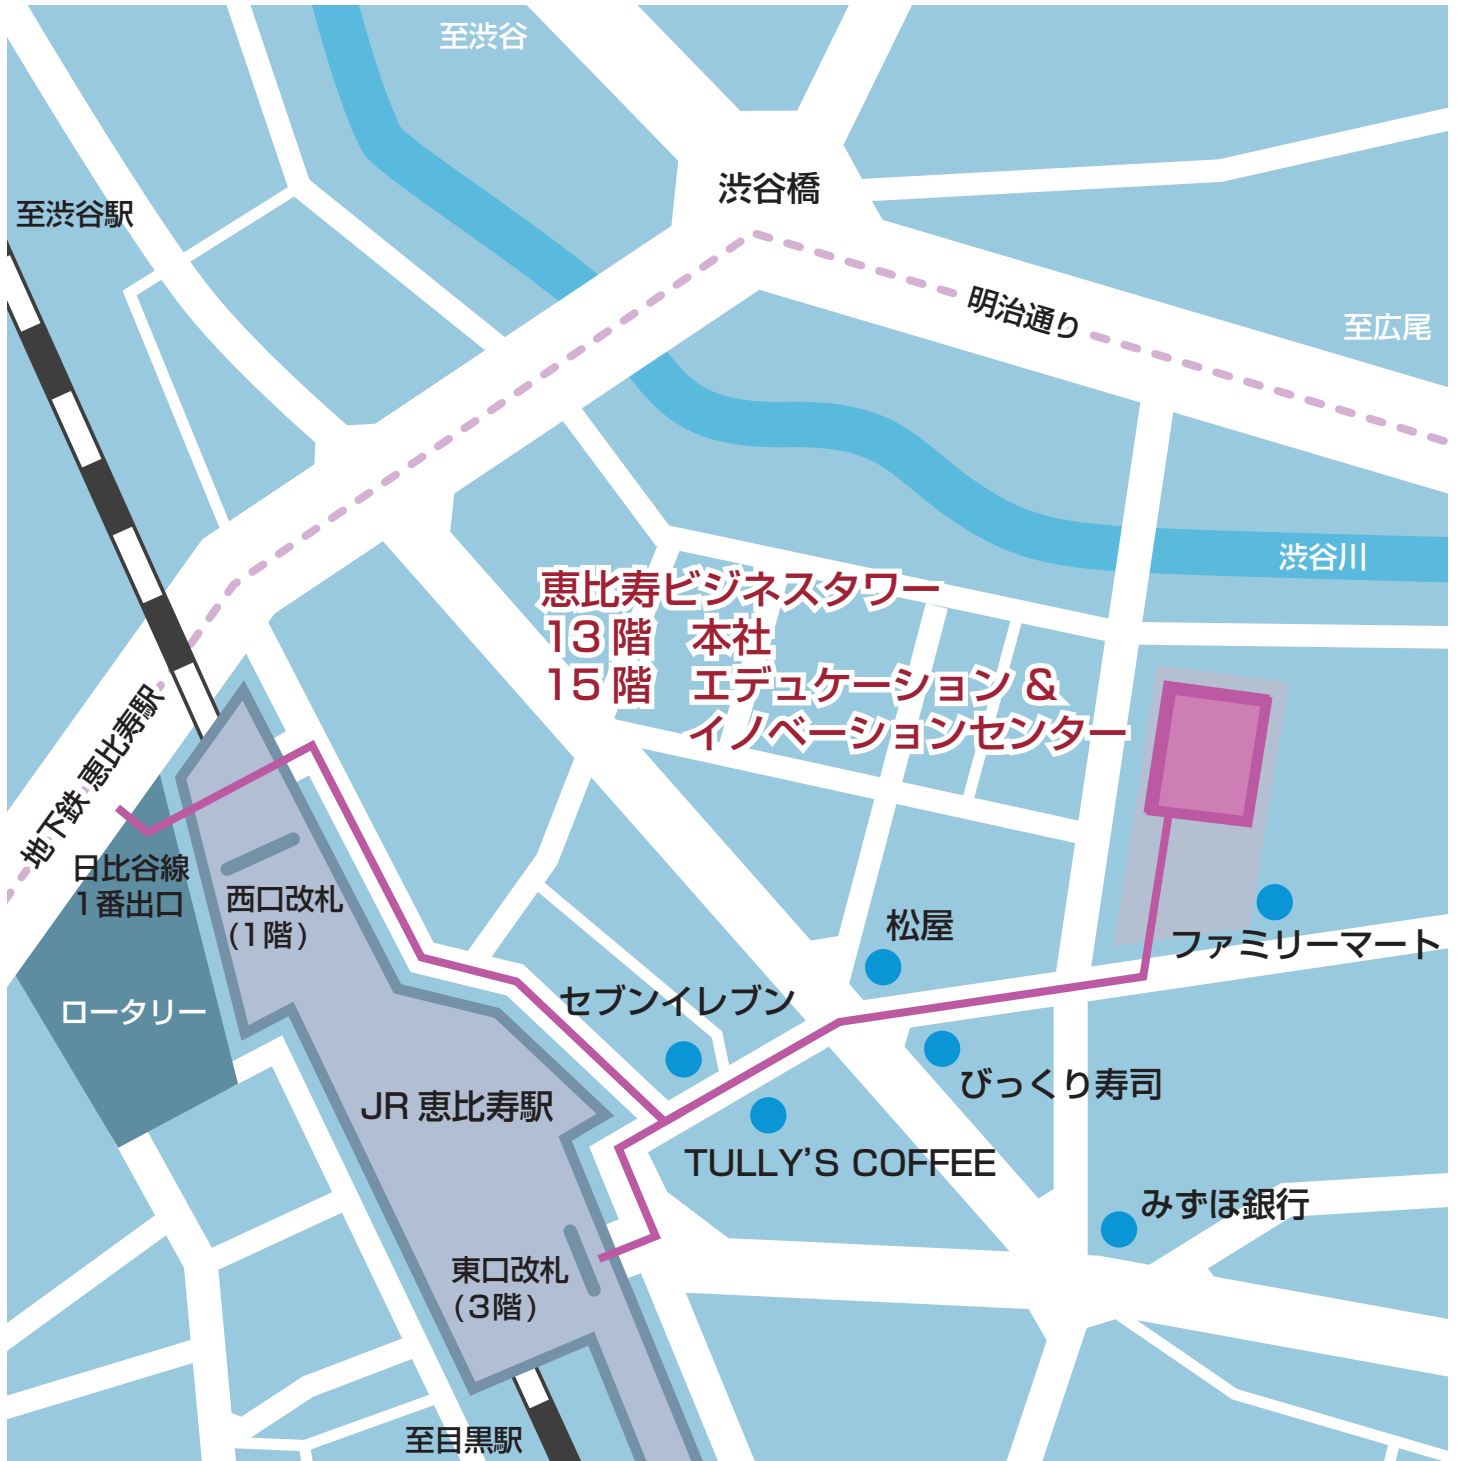 至渋谷
渋谷橋
至渋谷駅
明治通り
至広尾
渋谷川
恵比寿ビジネスタワー
13階　本社
15階　エデュケーション &
イノベーションセンター
地下鉄 恵比寿駅
日比谷線
1番出口
西口改札
(1階)
松屋
ファミリーマート
セブンイレブン
ロータリー
びっくり寿司
JR 恵比寿駅
TULLY'S COFFEE
みずほ銀行
東口改札
(3階)
至目黒駅